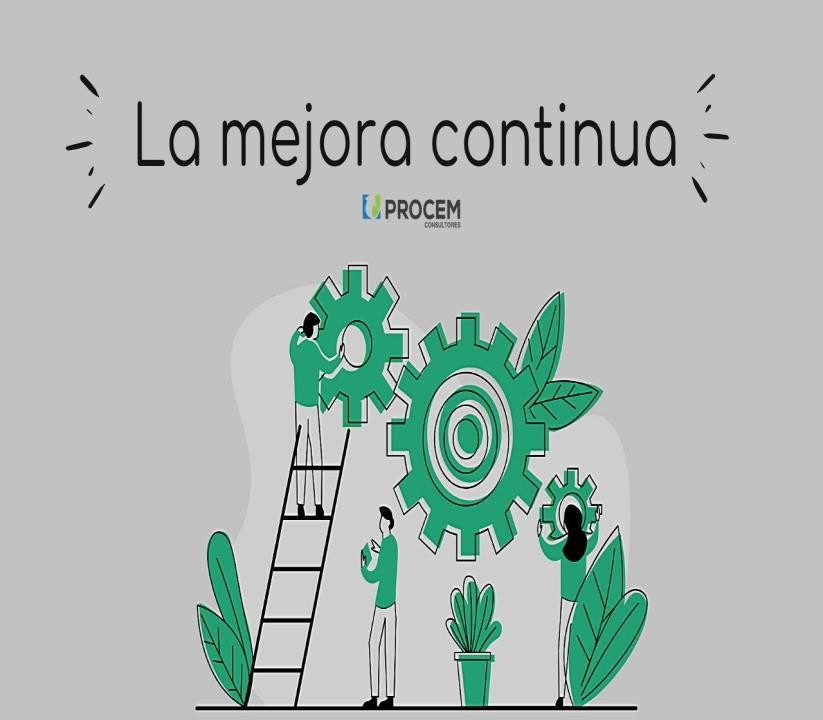 La mejora continua
PROCEM
CONSULTORES